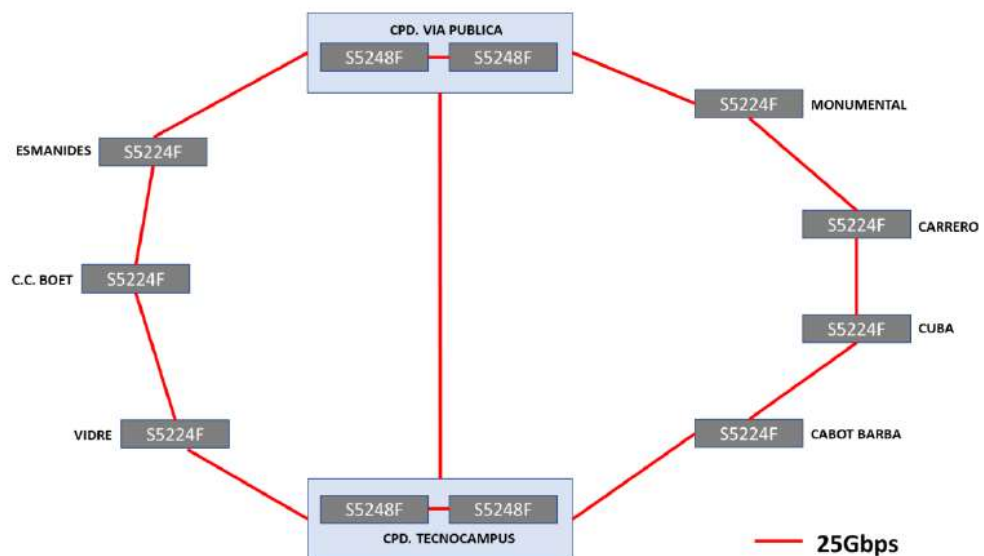 CPD. VIA PUBLICA
S5248F S5248F
S5224F MONUMENTAL
ESMANIDES S5224F
S5224F CARRERO
C.C. BOET S5224F
S5224F CUBA
VIDRE S5224F
S5224F CABOT BARBA
S5248F S5248F
CPD. TECNOCAMPUS
25Gbps